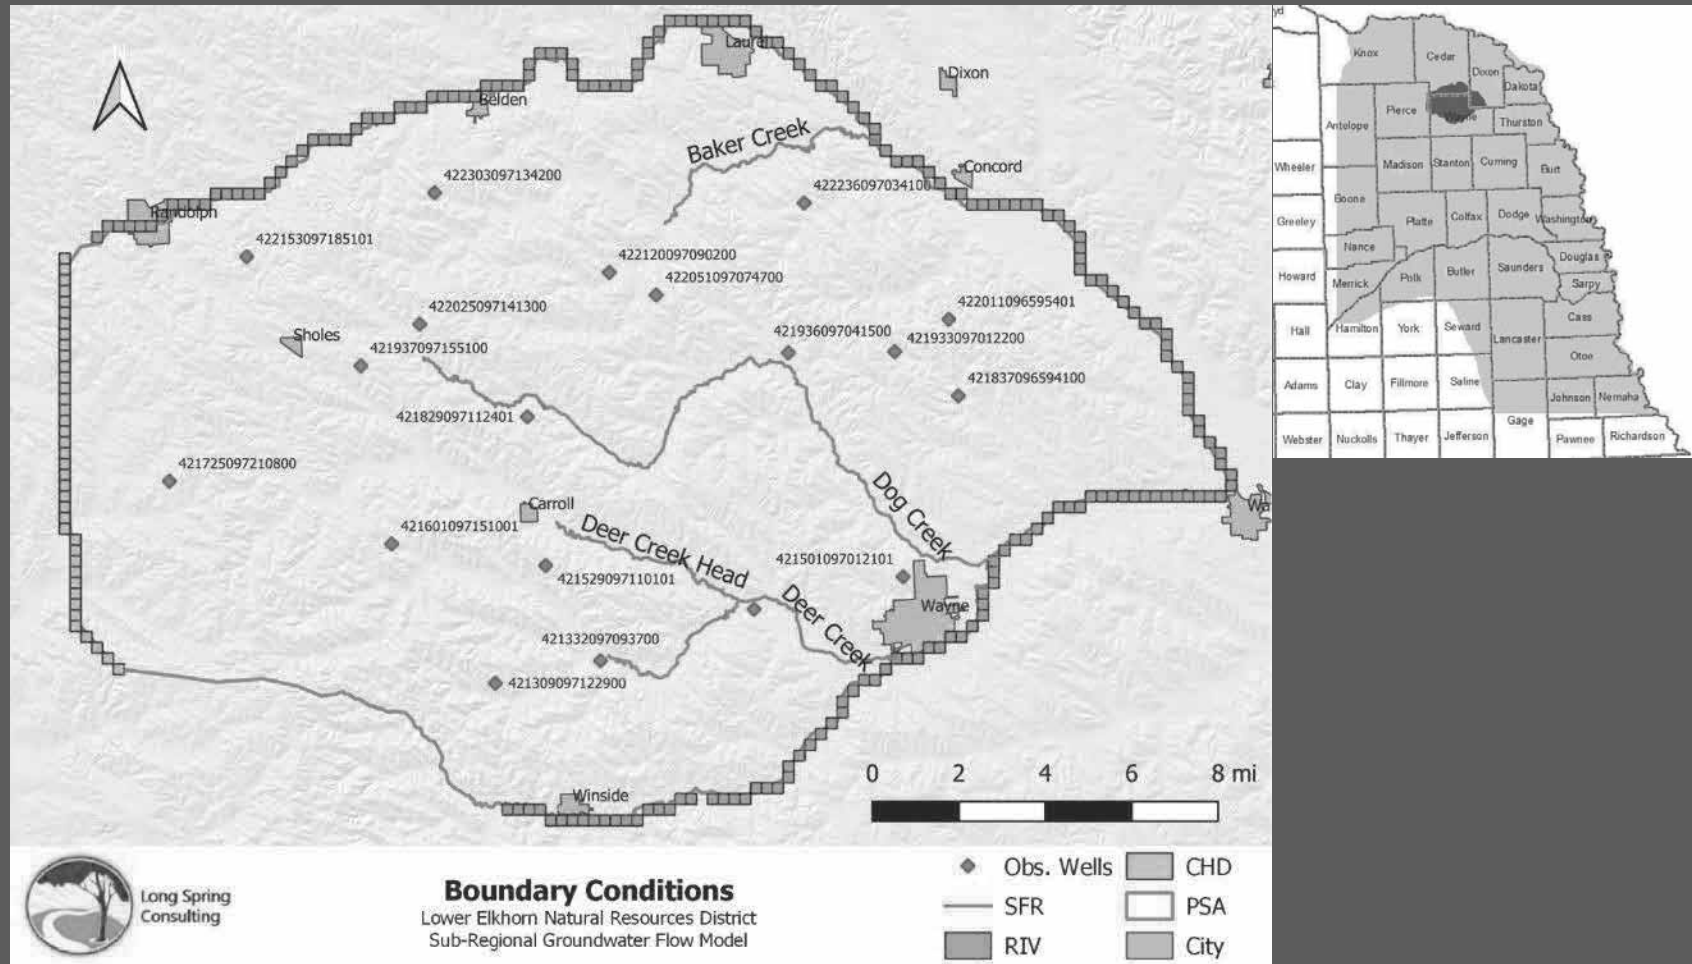 Laurel
Dixon
Belden
Baker Creek
Concord
422303097134200
422236097034100
Randolph
422153097185101
422120097090200
422051097074700
422025097141300
422011096595401
Sholes
421936097041500
421933097012200
421937097155100
421837096594100
421829097112401
421725097210800
Dog Creek
Carroll
Wa
421601097151001
Deer Creek Head
421501097012101
421529097110101
Deer Creek
Wayne
421332097093700
421309097122900
Winside
0 2 4 6 8 mi
Long Spring
Consulting
Boundary Conditions
Lower Elkhorn Natural Resources District
Sub-Regional Groundwater Flow Model
Obs. Wells
CHD
SFR
PSA
RIV
City
yd
Knox
Cedar
Dixon
Dakota
Pierce
Wayne
Antelope
Thurston
Wheeler
Madison
Stanton
Cuming
Burt
Boone
Greeley
Platte
Colfax
Dodge
Washington
Nance
Douglas
Howard
Merrick
Polk
Butler
Saunders
Sarpy
Hall
Hamilton
York
Seward
Lancaster
Cass
Otoe
Adams
Clay
Fillmore
Saline
Johnson
Nemaha
Webster
Nuckolls
Thayer
Jefferson
Gage
Pawnee
Richardson